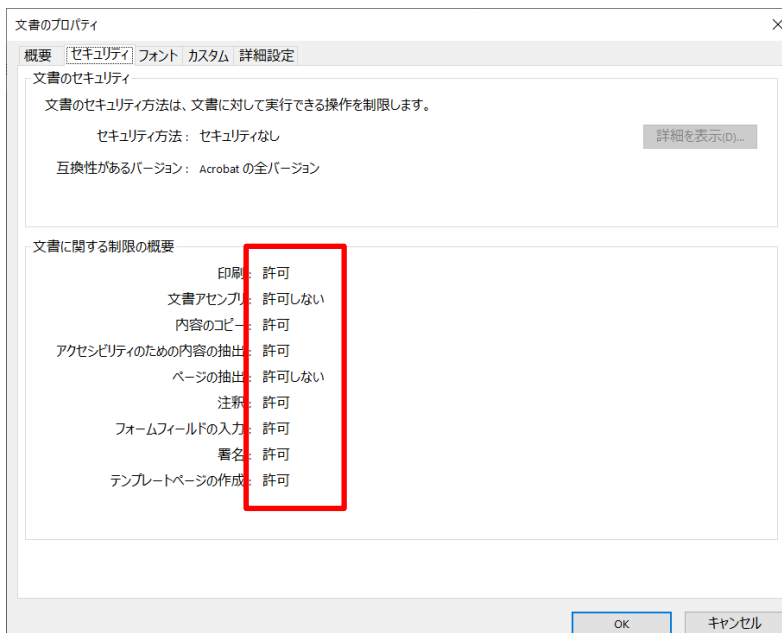 文書のプロパティ
概要 セキュリティ フォント カスタム 詳細設定
文書のセキュリティ
文書のセキュリティ方法は、文書に対して実行できる操作を制限します。
セキュリティ方法: セキュリティなし 詳細を表示(D)...
互換性があるバージョン: Acrobat の全バージョン
文書に関する制限の概要
印刷: 許可
文書アセンブリ: 許可しない
内容のコピー: 許可
アクセシビリティのための内容の抽出: 許可
ページの抽出: 許可しない
注釈: 許可
フォームフィールドの入力: 許可
署名: 許可
テンプレートページの作成: 許可
OK キャンセル